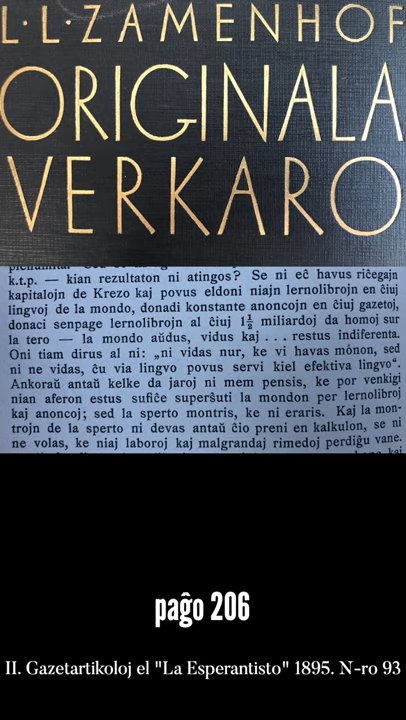 L·L·ZAMENHOF
ORIGINALA
VERKARO
k.t.p. — kian rezultaton ni atingos? Se ni eĉ havus riĉegajn
kapitalojn de Krezo kaj povus eldoni niajn lernolibrojn en ĉiuj
lingvoj de la mondo, donadi konstante anoncojn en ĉiuj gazetoj,
donaci senpage lernolibrojn al ĉiuj 1½ miliardoj da homoj sur
la tero — la mondo aŭdus, vidus kaj . . . restus indiferenta.
Oni tiam dirus al ni: „ni vidas nur, ke vi havas mónon, sed
ni ne vidas, ĉu via lingvo povus servi kiel efektiva lingvo“.
Ankoraŭ antaŭ kelke da jaroj ni mem pensis, ke por venkigi
nian aferon estus sufiĉe superŝuti la mondon per lernolibroj
kaj anoncoj; sed la sperto montris, ke ni eraris. Kaj la mon-
trojn de la sperto ni devas antaŭ ĉio preni en kalkulon, se ni
ne volas, ke niaj laboroj kaj malgrandaj rimedoj perdiĝu vane.
paĝo 206
II. Gazetartikoloj el "La Esperantisto" 1895. N-ro 93